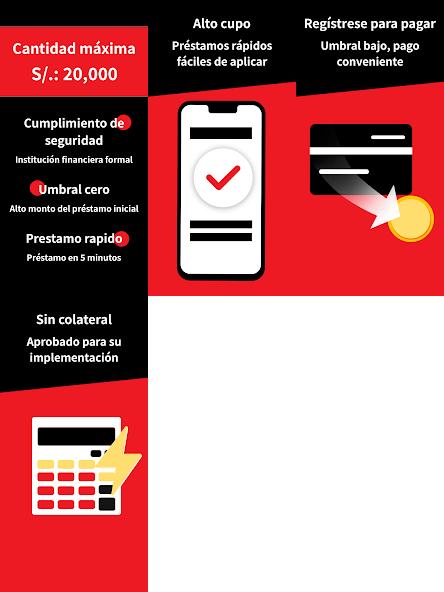 Cantidad máxima
S/.: 20,000
Cumplimiento de
seguridad
Institución financiera formal
Umbral cero
Alto monto del préstamo inicial
Prestamo rapido
Préstamo en 5 minutos
Alto cupo
Préstamos rápidos
fáciles de aplicar
Regístrese para pagar
Umbral bajo, pago
conveniente
Sin colateral
Aprobado para su
implementación